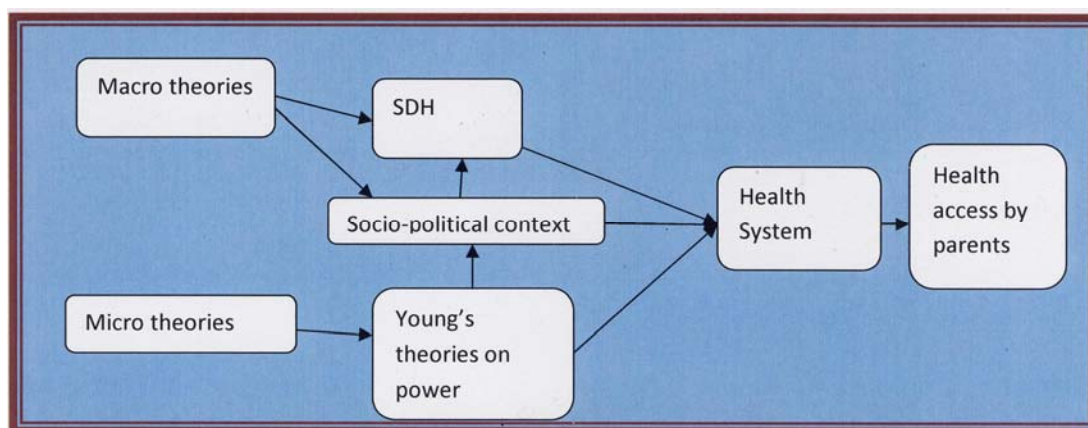 Macro theories
SDH
Socio-political context
Micro theories
Young's
theories on
power
Health
System
Health
access by
parents